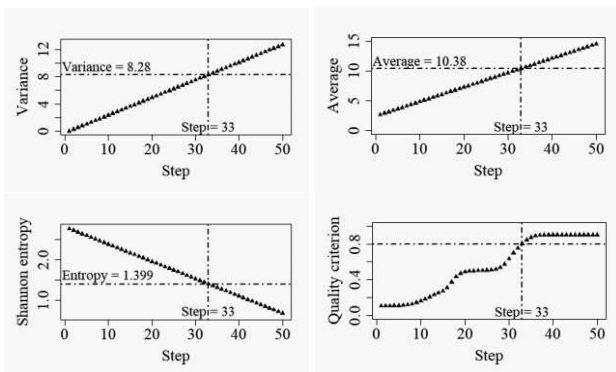 Variance
12
8
4
0
Variance = 8.28
Step = 33
0 10 20 30 40 50
Step
Average
15
10
5
0
Average = 10.38
Step = 33
0 10 20 30 40 50
Step
Shannon entropy
2.0
1.0
Entropy = 1.399
Step = 33
0 10 20 30 40 50
Step
Quality criterion
0.8
0.4
0.0
Step = 33
0 10 20 30 40 50
Step